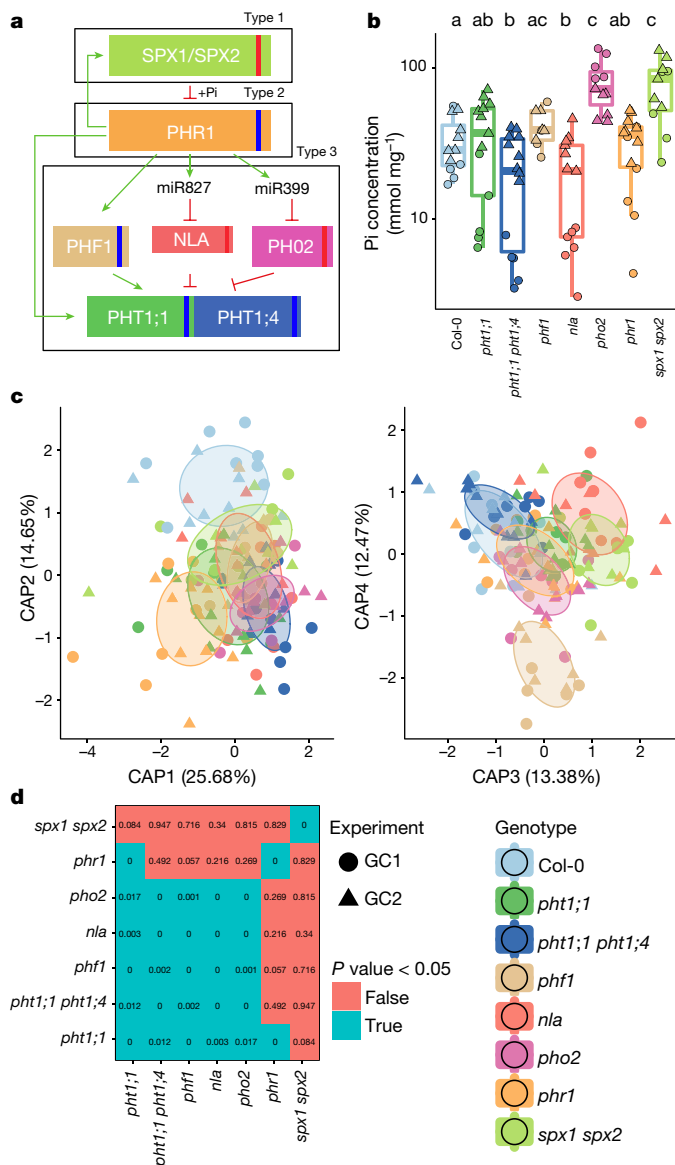 a
Type 1
SPX1/SPX2
+Pi
Type 2
PHR1
Type 3
miR827
miR399
PHF1
NLA
PH02
PHT1;1
PHT1;4
b
a ab b ac b c ab c
Pi concentration
(mmol mg⁻¹)
100
10
Col-0
pht1;1
pht1;1 pht1;4
phf1
nla
pho2
phr1
spx1 spx2
c
CAP2 (14.65%)
2
1
0
−1
−2
−4 −2 0 2
CAP1 (25.68%)
CAP4 (12.47%)
2
1
0
−1
−2
−2 −1 0 1 2
CAP3 (13.38%)
d
spx1 spx2 0.084 0.947 0.716 0.34 0.815 0.829 0
phr1 0 0.492 0.057 0.216 0.269 0 0.829
pho2 0.017 0 0.001 0 0 0.269 0.815
nla 0.003 0 0 0 0 0.216 0.34
phf1 0 0.002 0 0 0.001 0.057 0.716
pht1;1 pht1;4 0.012 0 0.002 0 0 0.492 0.947
pht1;1 0 0.012 0 0.003 0.017 0 0.084
pht1;1
pht1;1 pht1;4
phf1
nla
pho2
phr1
spx1 spx2
Experiment
GC1
GC2
P value < 0.05
False
True
Genotype
Col-0
pht1;1
pht1;1 pht1;4
phf1
nla
pho2
phr1
spx1 spx2